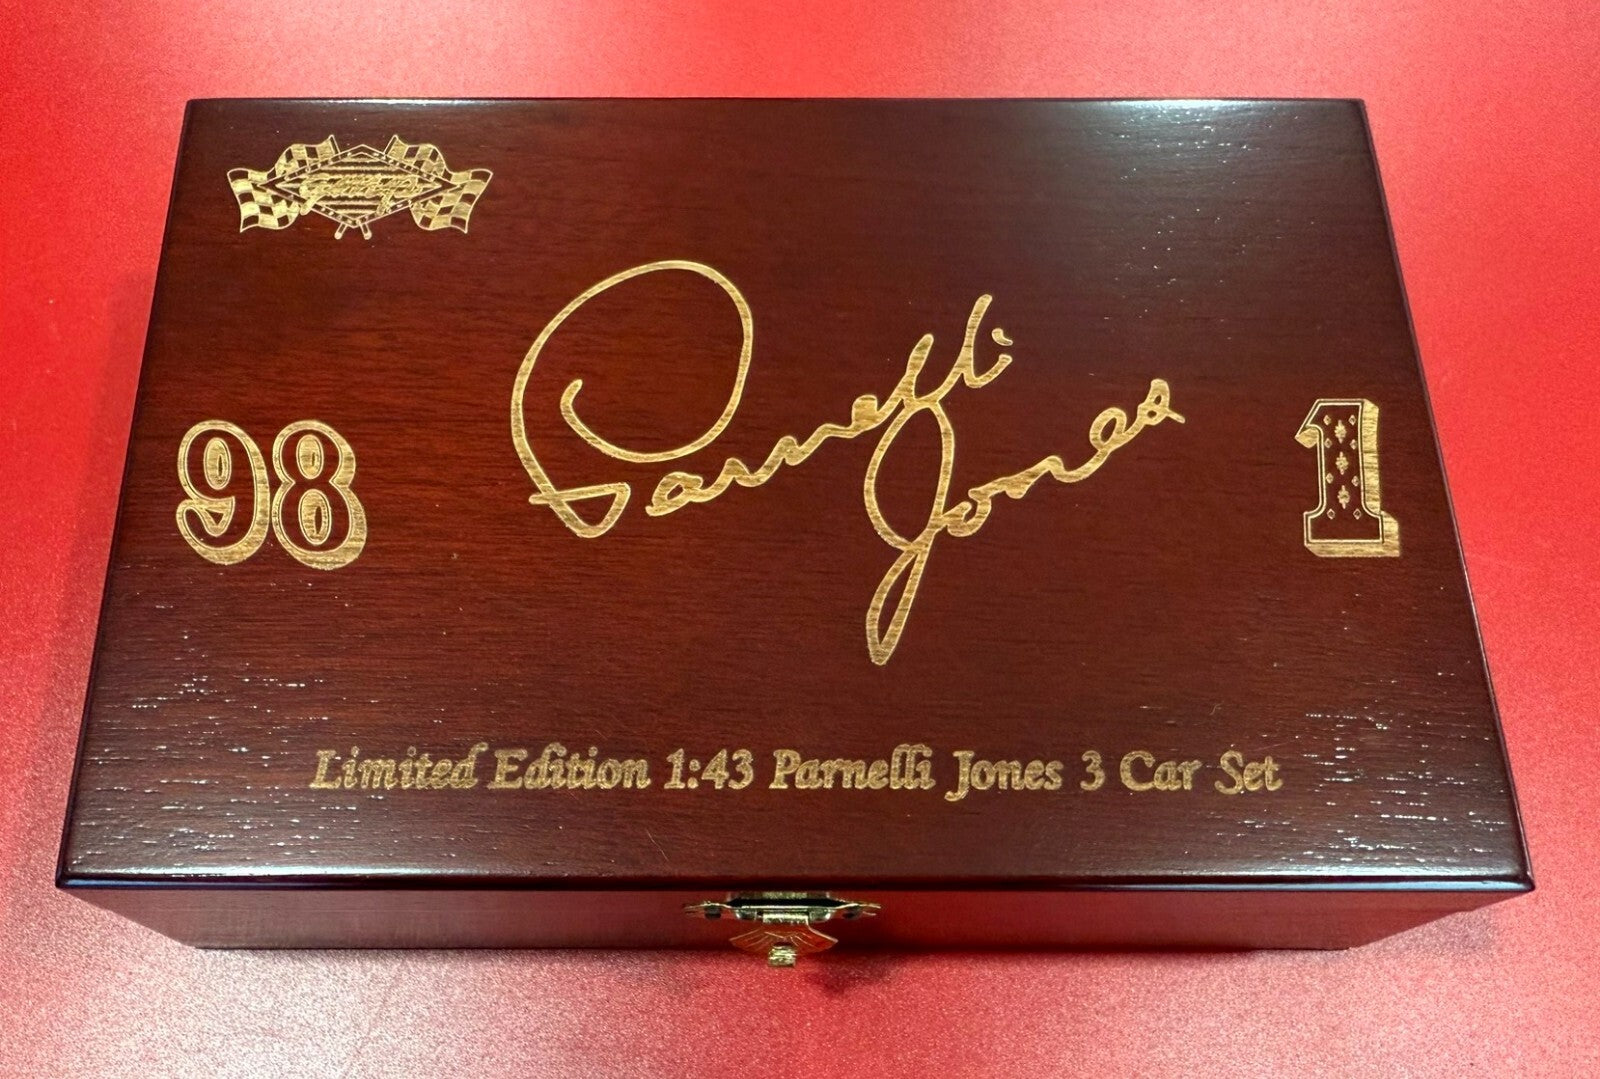 Parnelli
Jones
98
1
Limited Edition 1:43 Parnelli Jones 3 Car Set